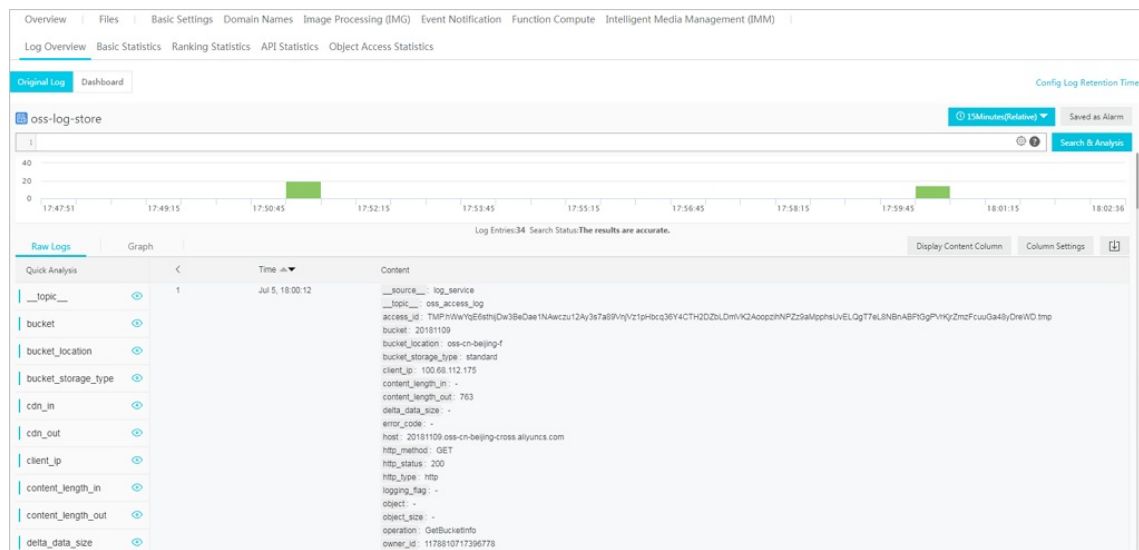 Overview Files Basic Settings Domain Names Image Processing (IMG) Event Notification Function Compute Intelligent Media Management (IMM)
Log Overview Basic Statistics Ranking Statistics API Statistics Object Access Statistics
Original Log Dashboard Config Log Retention Time
oss-log-store 15Minutes(Relative) Saved as Alarm
1 Search & Analysis
40
20
0
17:47:51 17:49:15 17:50:45 17:52:15 17:53:45 17:55:15 17:56:45 17:58:15 17:59:45 18:01:15 18:02:36
Log Entries:34 Search Status:The results are accurate.
Raw Logs Graph Display Content Column Column Settings
Quick Analysis < Time Content
1 Jul 5, 18:00:12 __source__ : log_service
__topic__ __topic__ : oss_access_log
bucket bucket : 20181109
bucket_location bucket_location : oss-cn-beijing-f
bucket_storage_type : standard
bucket_storage_type client_ip : 100.68.112.175
content_length_in : -
cdn_in content_length_out : 763
delta_data_size : -
cdn_out error_code : -
host : 20181109.oss-cn-beijing-cross.aliyuncs.com
client_ip http_method : GET
http_status : 200
http_type : http
content_length_in logging_flag : -
object : -
content_length_out object_size : -
operation : GetBucketInfo
delta_data_size owner_id : 1178810717396778